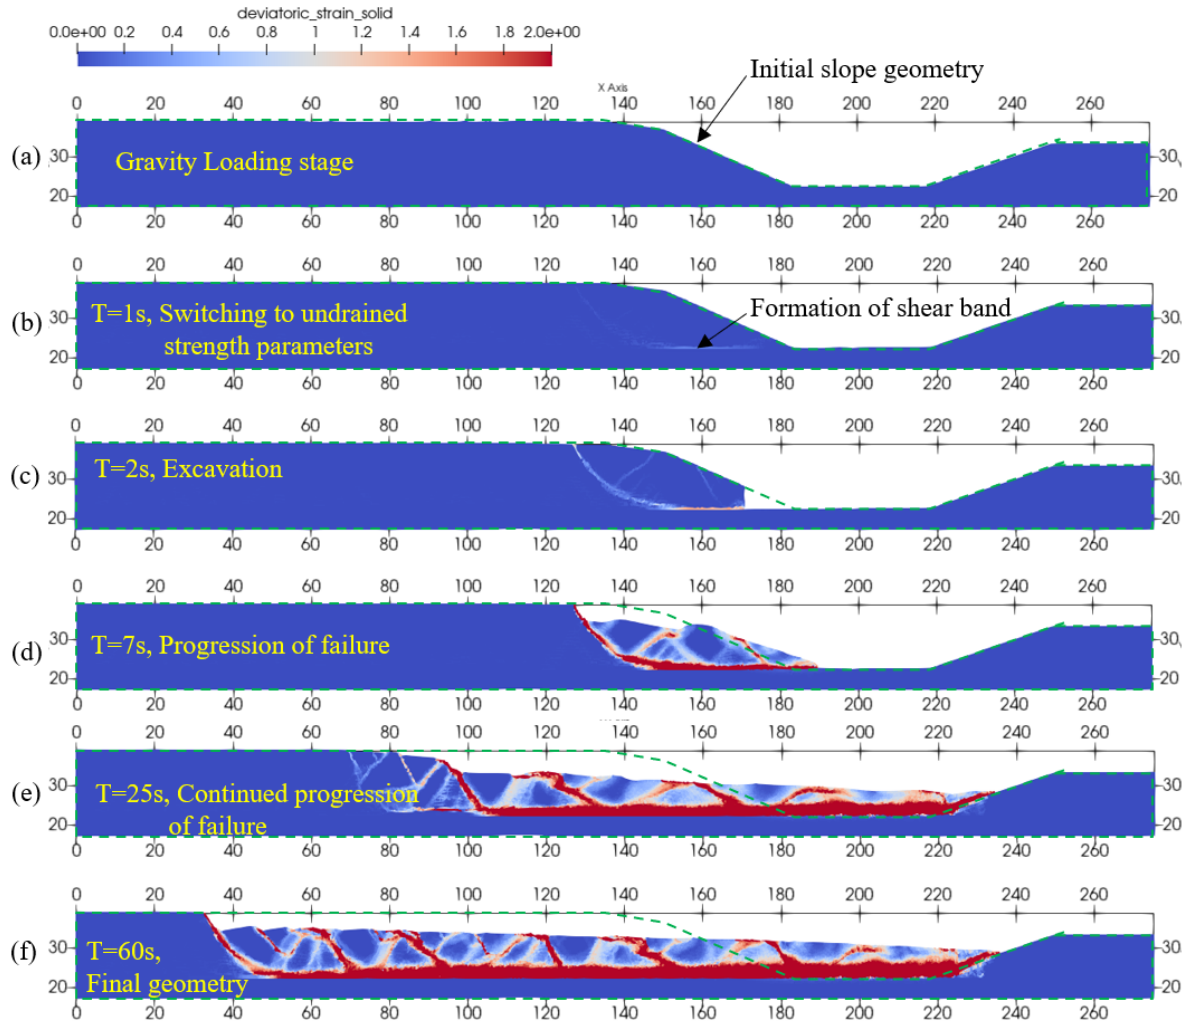 deviatoric_strain_solid
0.0e+00 0.2 0.4 0.6 0.8 1 1.2 1.4 1.6 1.8 2.0e+00
Initial slope geometry
X Axis
0 20 40 60 80 100 120 140 160 180 200 220 240 260
(a)
30
20
Gravity Loading stage
30
20
0 20 40 60 80 100 120 140 160 180 200 220 240 260
0 20 40 60 80 100 120 140 160 180 200 220 240 260
(b)
30
20
T=1s, Switching to undrained
strength parameters
Formation of shear band
30
20
0 20 40 60 80 100 120 140 160 180 200 220 240 260
0 20 40 60 80 100 120 140 160 180 200 220 240 260
(c)
30
20
T=2s, Excavation
30
20
0 20 40 60 80 100 120 140 160 180 200 220 240 260
0 20 40 60 80 100 120 140 160 180 200 220 240 260
(d)
30
20
T=7s, Progression of failure
30
20
0 20 40 60 80 100 120 140 160 180 200 220 240 260
0 20 40 60 80 100 120 140 160 180 200 220 240 260
(e)
30
20
T=25s, Continued progression
of failure
30
20
0 20 40 60 80 100 120 140 160 180 200 220 240 260
0 20 40 60 80 100 120 140 160 180 200 220 240 260
(f)
30
20
T=60s,
Final geometry
30
20
0 20 40 60 80 100 120 140 160 180 200 220 240 260